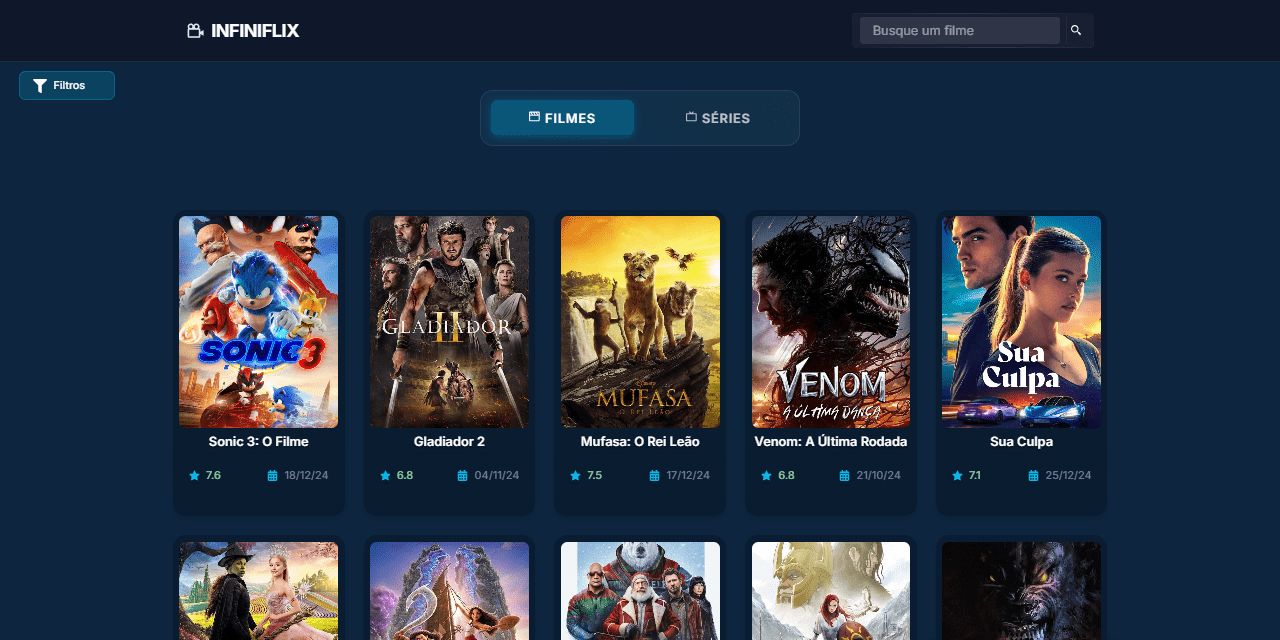 INFINIFLIX
Busque um filme
Filtros
FILMES
SÉRIES
SONIC 3
GLADIADOR
II
Disney
MUFASA
O REI LEÃO
VENOM
A ÚLTIMA DANÇA
Sua
Culpa
Sonic 3: O Filme
Gladiador 2
Mufasa: O Rei Leão
Venom: A Última Rodada
Sua Culpa
7.6 18/12/24
6.8 04/11/24
7.5 17/12/24
6.8 21/10/24
7.1 25/12/24